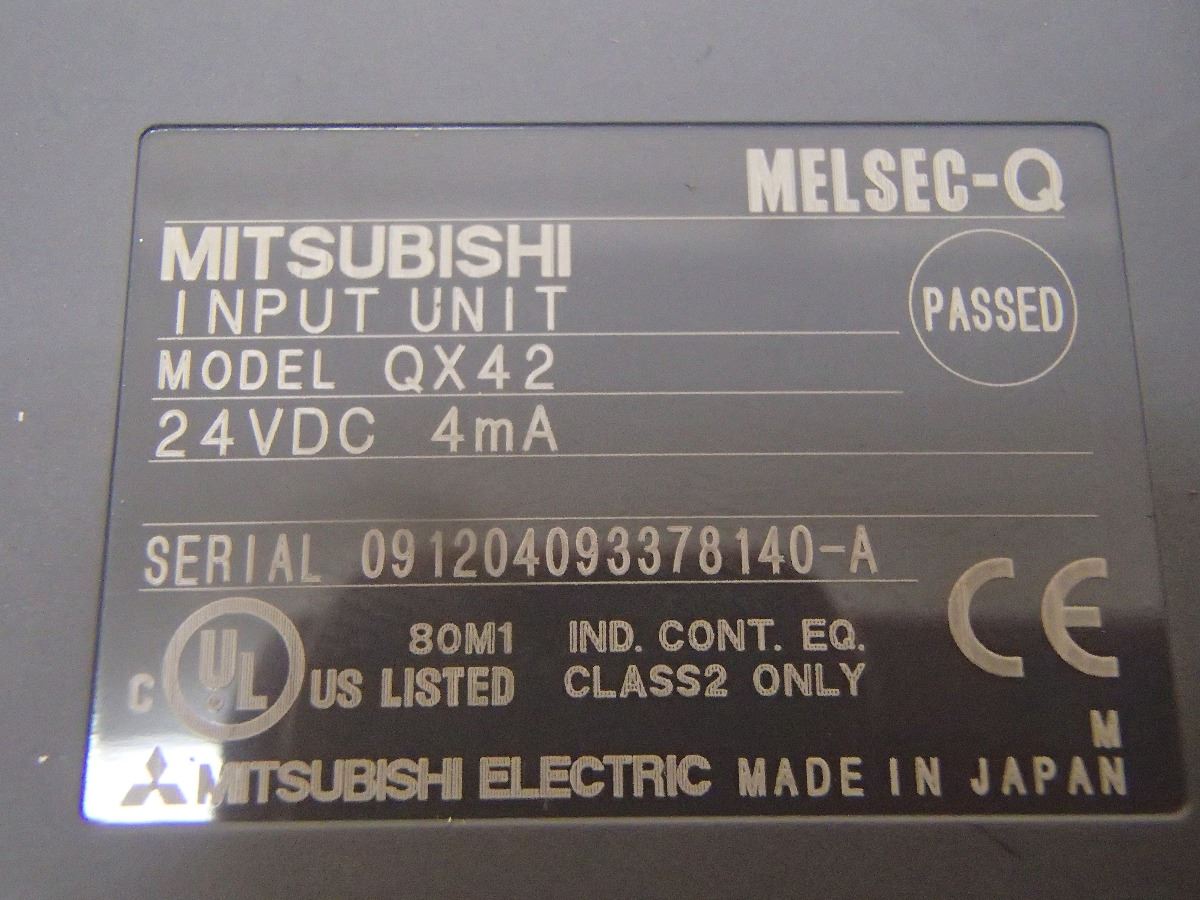 MELSEC-Q
MITSUBISHI
INPUT UNIT
PASSED
MODEL QX42
24VDC 4mA
SERIAL 091204093378140-A
CE
80M1 IND. CONT. EQ.
C UL US LISTED CLASS2 ONLY
M
MITSUBISHI ELECTRIC MADE IN JAPAN